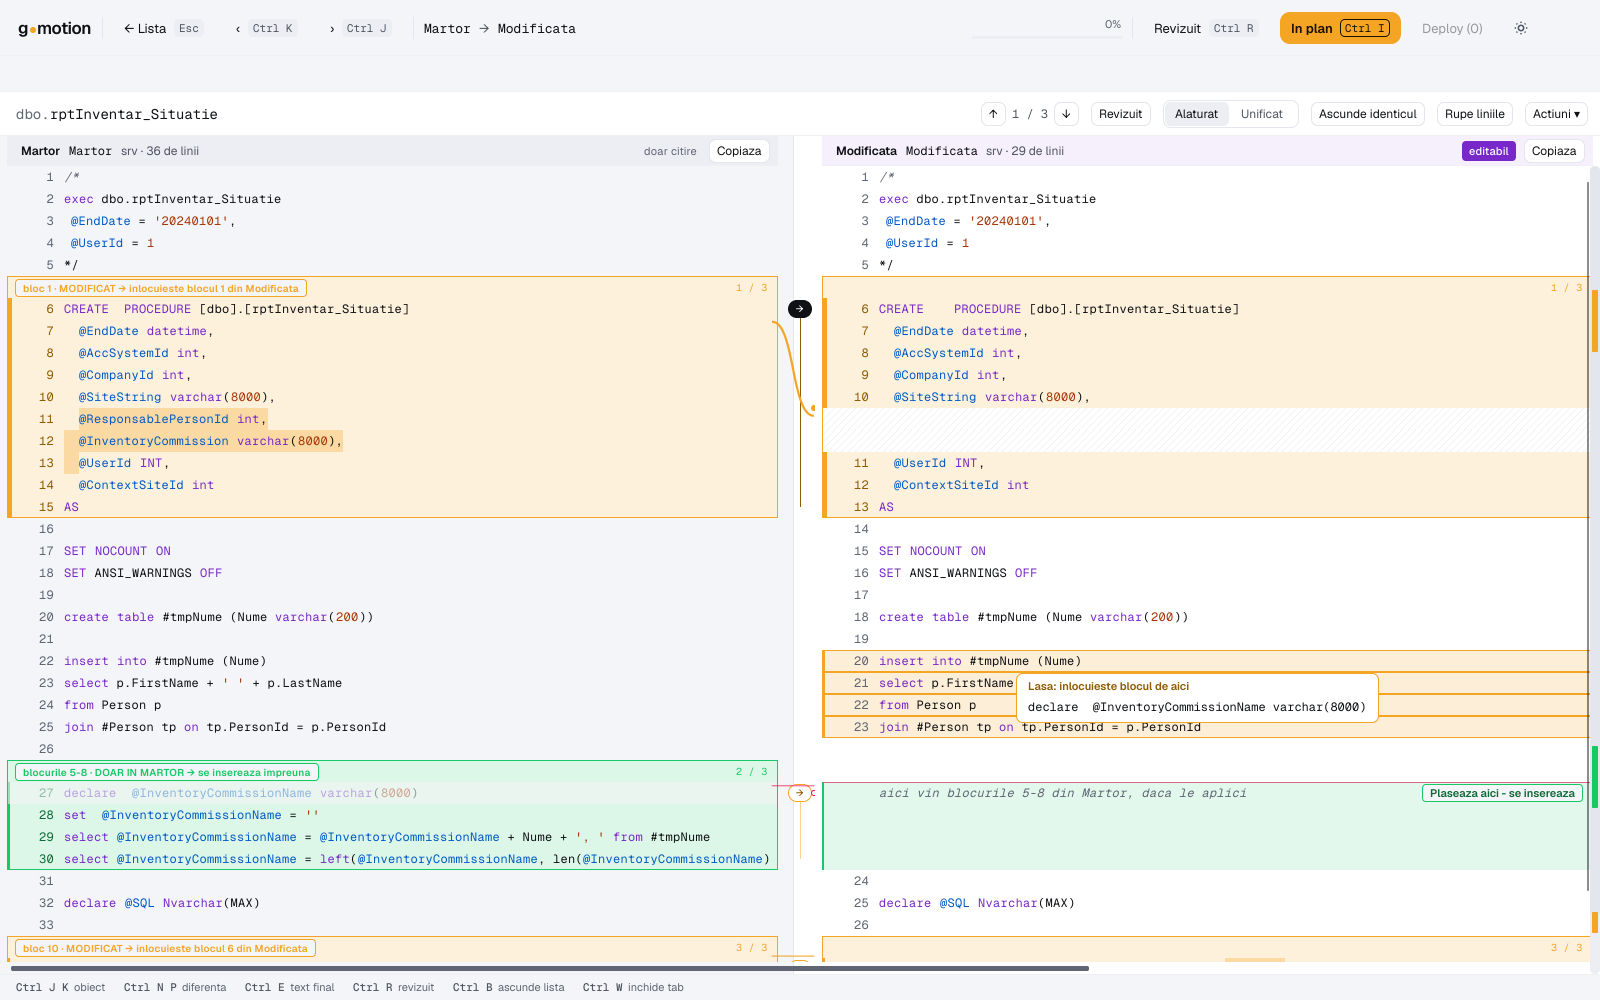 g•motion
← Lista Esc ‹ Ctrl K › Ctrl J Martor → Modificata 0% Revizuit Ctrl R In plan Ctrl I Deploy (0)
dbo.rptInventar_Situatie ↑ 1 / 3 ↓ Revizuit Alaturat Unificat Ascunde identicul Rupe liniile Actiuni ▾
Martor Martor srv · 36 de linii doar citire Copiaza
1 /*
2 exec dbo.rptInventar_Situatie
3 @EndDate = '20240101',
4 @UserId = 1
5 */
bloc 1 · MODIFICAT → inlocuieste blocul 1 din Modificata 1 / 3
6 CREATE  PROCEDURE [dbo].[rptInventar_Situatie]
7 @EndDate datetime,
8 @AccSystemId int,
9 @CompanyId int,
10 @SiteString varchar(8000),
11 @ResponsablePersonId int,
12 @InventoryCommission varchar(8000),
13 @UserId INT,
14 @ContextSiteId int
15 AS
16
17 SET NOCOUNT ON
18 SET ANSI_WARNINGS OFF
19
20 create table #tmpNume (Nume varchar(200))
21
22 insert into #tmpNume (Nume)
23 select p.FirstName + ' ' + p.LastName
24 from Person p
25 join #Person tp on tp.PersonId = p.PersonId
26
blocurile 5-8 · DOAR IN MARTOR → se insereaza impreuna 2 / 3
27 declare  @InventoryCommissionName varchar(8000)
28 set  @InventoryCommissionName = ''
29 select @InventoryCommissionName = @InventoryCommissionName + Nume + ', ' from #tmpNume
30 select @InventoryCommissionName = left(@InventoryCommissionName, len(@InventoryCommissionName)
31
32 declare @SQL Nvarchar(MAX)
33
bloc 10 · MODIFICAT → inlocuieste blocul 6 din Modificata 3 / 3
→
→
Modificata Modificata srv · 29 de linii editabil Copiaza
1 /*
2 exec dbo.rptInventar_Situatie
3 @EndDate = '20240101',
4 @UserId = 1
5 */
1 / 3
6 CREATE    PROCEDURE [dbo].[rptInventar_Situatie]
7 @EndDate datetime,
8 @AccSystemId int,
9 @CompanyId int,
10 @SiteString varchar(8000),
11 @UserId INT,
12 @ContextSiteId int
13 AS
14
15 SET NOCOUNT ON
16 SET ANSI_WARNINGS OFF
17
18 create table #tmpNume (Nume varchar(200))
19
20 insert into #tmpNume (Nume)
21 select p.FirstName
Lasa: inlocuieste blocul de aici
22 from Person p
declare  @InventoryCommissionName varchar(8000)
23 join #Person tp on tp.PersonId = p.PersonId
aici vin blocurile 5-8 din Martor, daca le aplici Plaseaza aici - se insereaza
24
25 declare @SQL Nvarchar(MAX)
26
3 / 3
Ctrl J K obiect Ctrl N P diferenta Ctrl E text final Ctrl R revizuit Ctrl B ascunde lista Ctrl W inchide tab